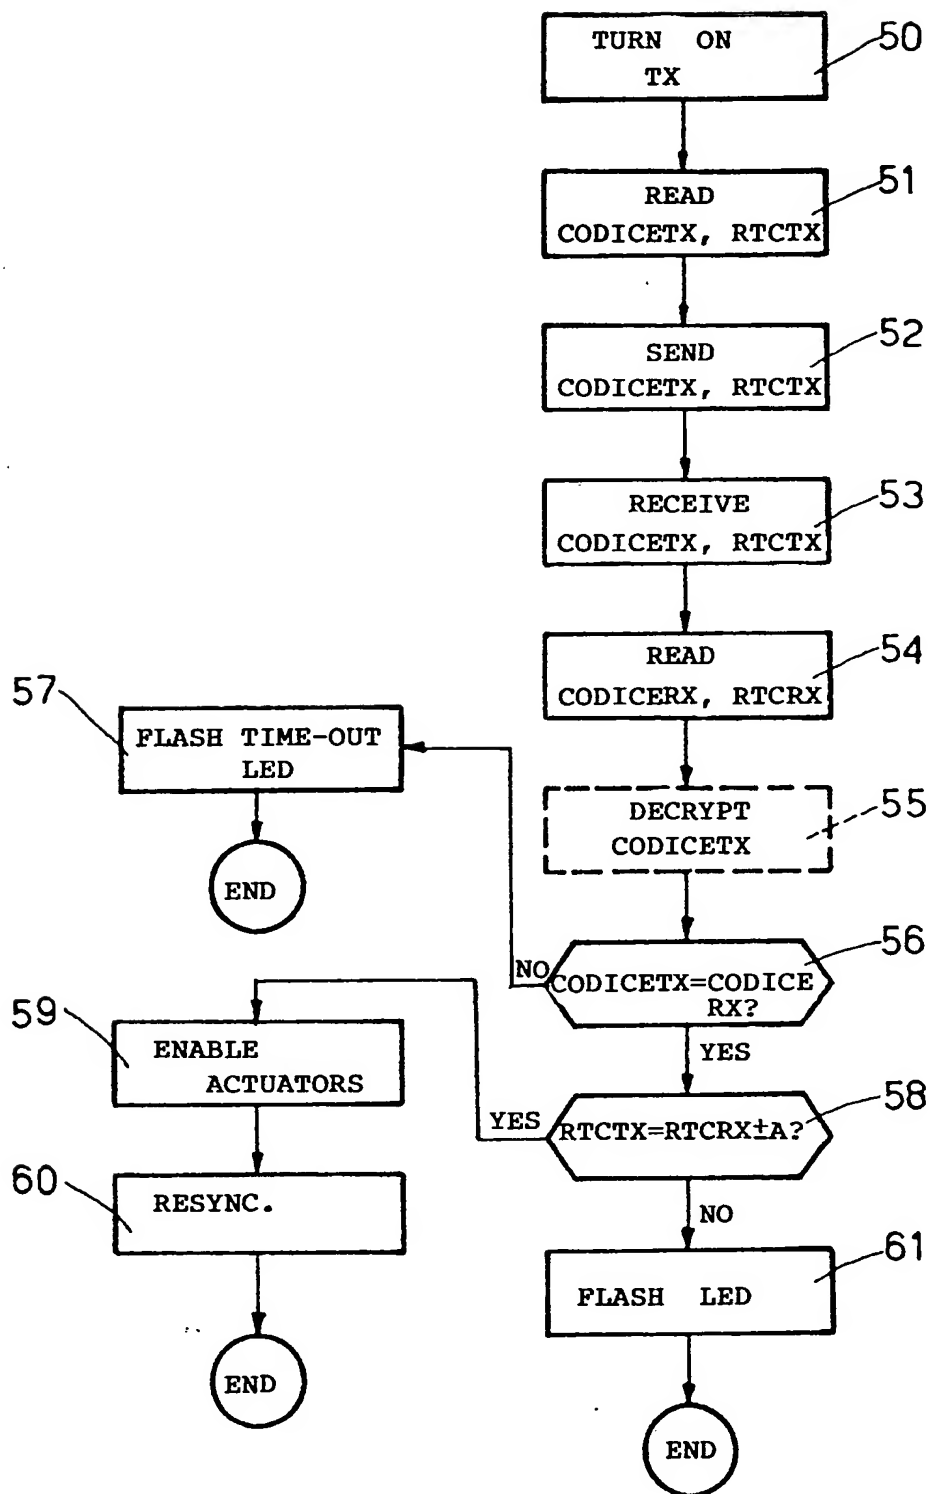 TURN ON
TX
50
READ
CODICETX, RTCTX
51
SEND
CODICETX, RTCTX
52
RECEIVE
CODICETX, RTCTX
53
READ
CODICERX, RTCRX
54
DECRYPT
CODICETX
55
CODICETX=CODICE
RX?
56
NO
57
FLASH TIME-OUT
LED
END
YES
RTCTX=RTCRX±A?
58
YES
59
ENABLE
ACTUATORS
60
RESYNC.
END
NO
FLASH LED
61
END